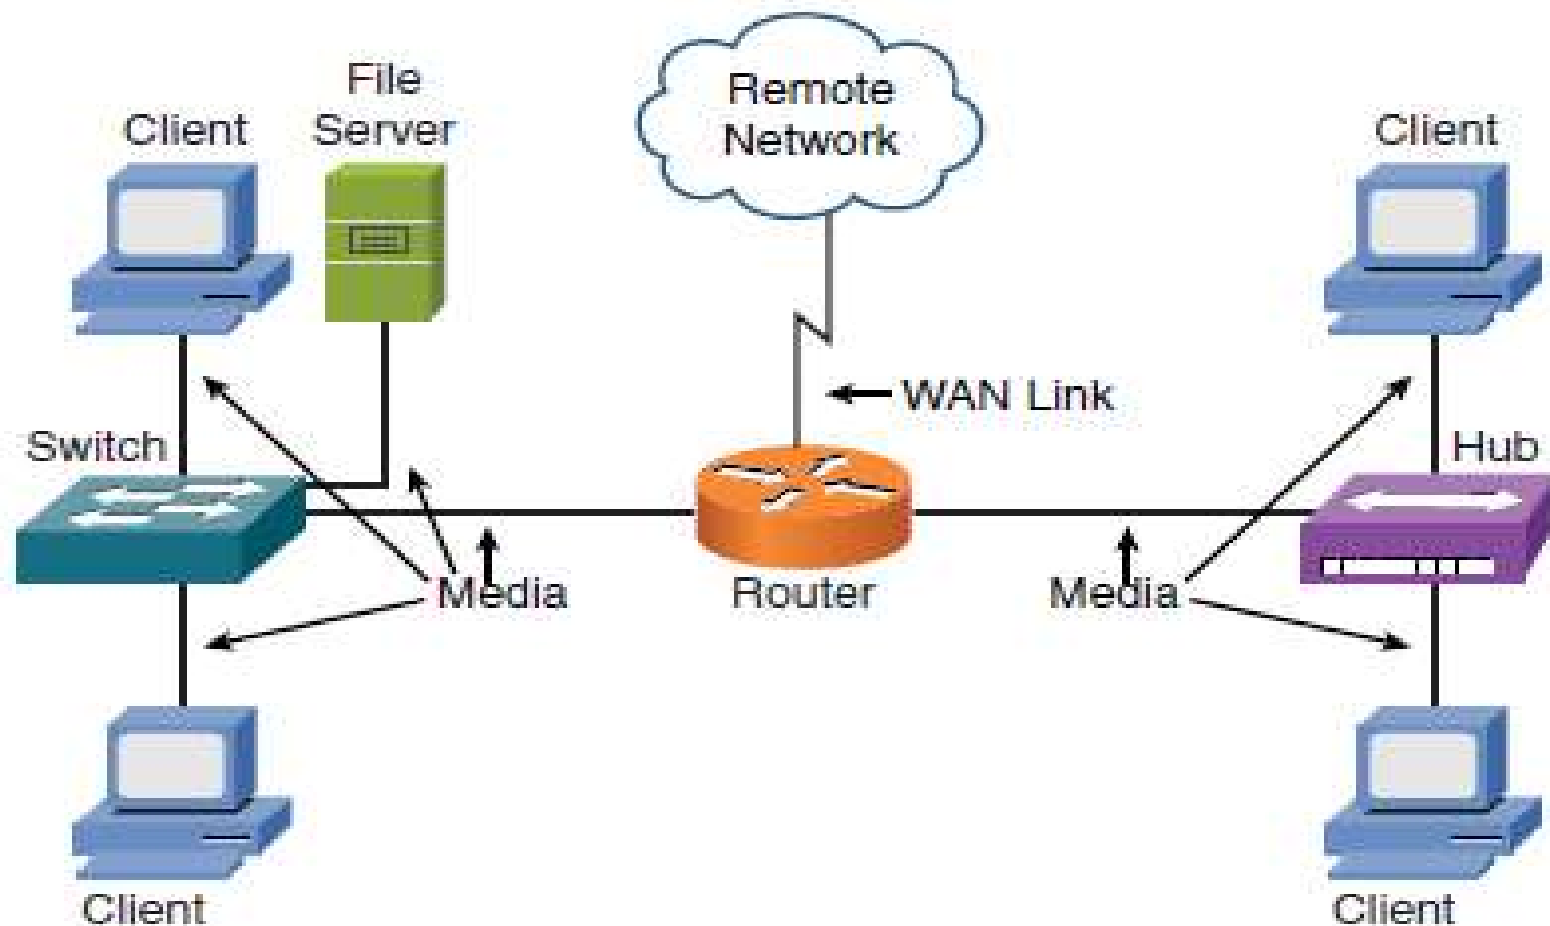 File
Server
Client
Remote
Network
Client
WAN Link
Switch
Hub
Media
Router
Media
Client
Client